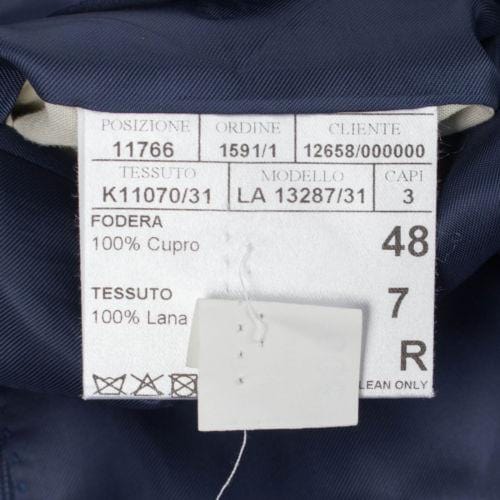 POSIZIONE ORDINE CLIENTE
11766 1591/1 12658/000000
TESSUTO MODELLO CAPI
K11070/31 LA 13287/31 3
FODERA
100% Cupro 48
TESSUTO 7
100% Lana
R
LEAN ONLY